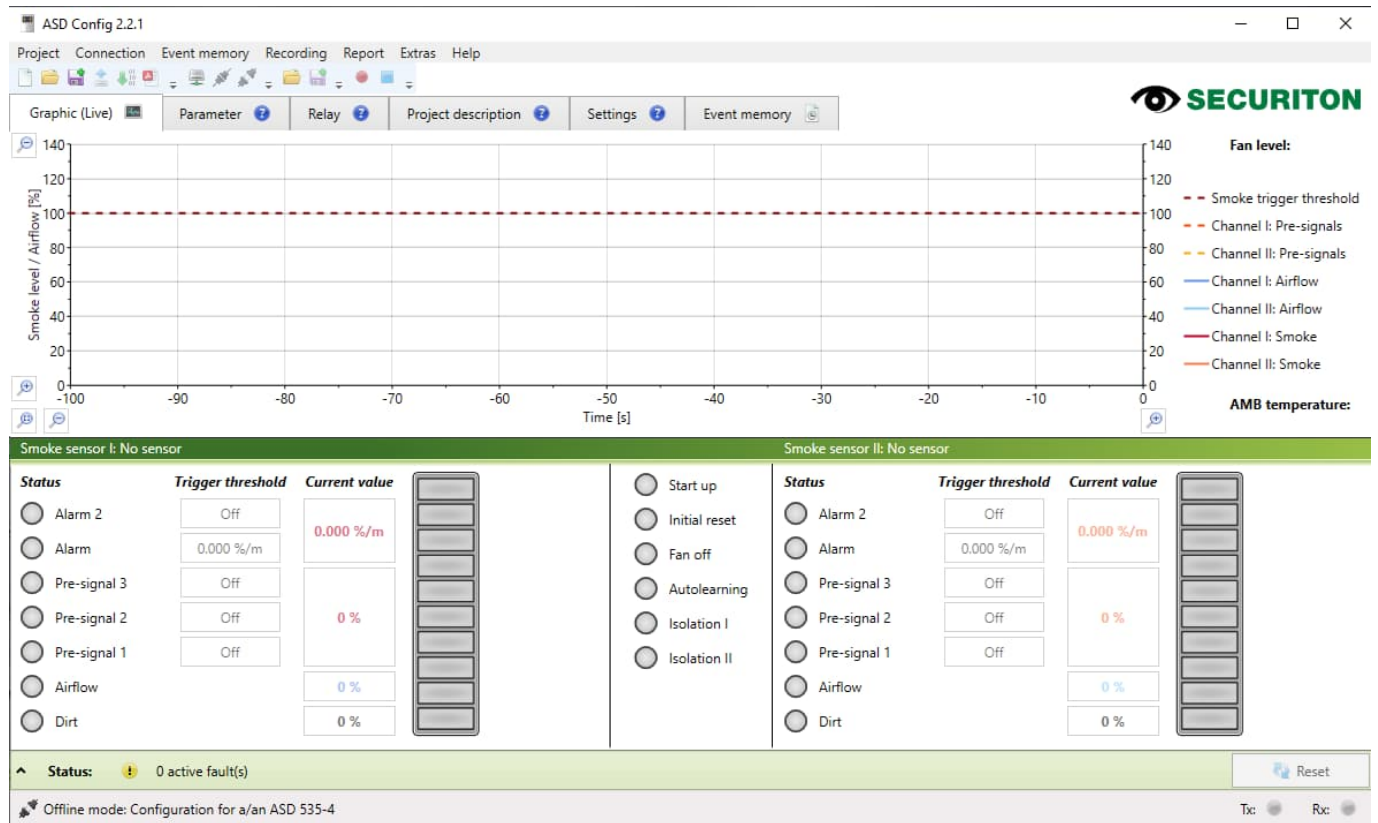 ASD Config 2.2.1
Project Connection Event memory Recording Report Extras Help
SECURITON
Graphic (Live) Parameter Relay Project description Settings Event memory
Smoke level / Airflow [%]
140
120
100
80
60
40
20
0
-100 -90 -80 -70 -60 -50 -40 -30 -20 -10 0
Time [s]
140
120
100
80
60
40
20
0
Fan level:
Smoke trigger threshold
Channel I: Pre-signals
Channel II: Pre-signals
Channel I: Airflow
Channel II: Airflow
Channel I: Smoke
Channel II: Smoke
AMB temperature:
Smoke sensor I: No sensor
Status Trigger threshold Current value
Alarm 2 Off
0.000 %/m
Alarm 0.000 %/m
Pre-signal 3 Off
Pre-signal 2 Off 0 %
Pre-signal 1 Off
Airflow 0 %
Dirt 0 %
Start up
Initial reset
Fan off
Autolearning
Isolation I
Isolation II
Smoke sensor II: No sensor
Status Trigger threshold Current value
Alarm 2 Off
0.000 %/m
Alarm 0.000 %/m
Pre-signal 3 Off
Pre-signal 2 Off 0 %
Pre-signal 1 Off
Airflow 0 %
Dirt 0 %
Status: 0 active fault(s)
Reset
Offline mode: Configuration for a/an ASD 535-4
Tx: Rx: